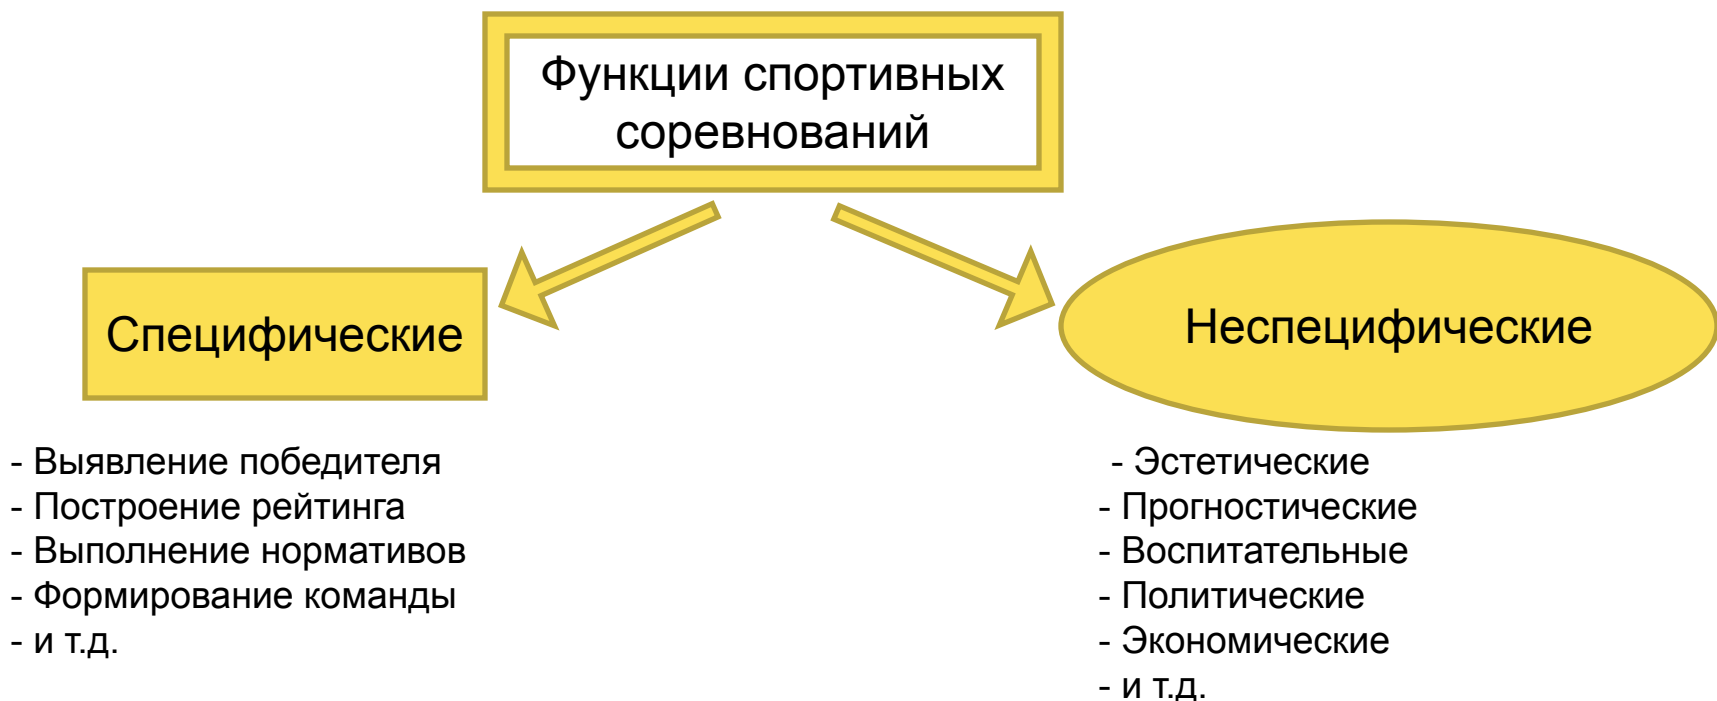 Функции спортивных
соревнований
Специфические
Неспецифические
- Выявление победителя
- Построение рейтинга
- Выполнение нормативов
- Формирование команды
- и т.д.
- Эстетические
- Прогностические
- Воспитательные
- Политические
- Экономические
- и т.д.